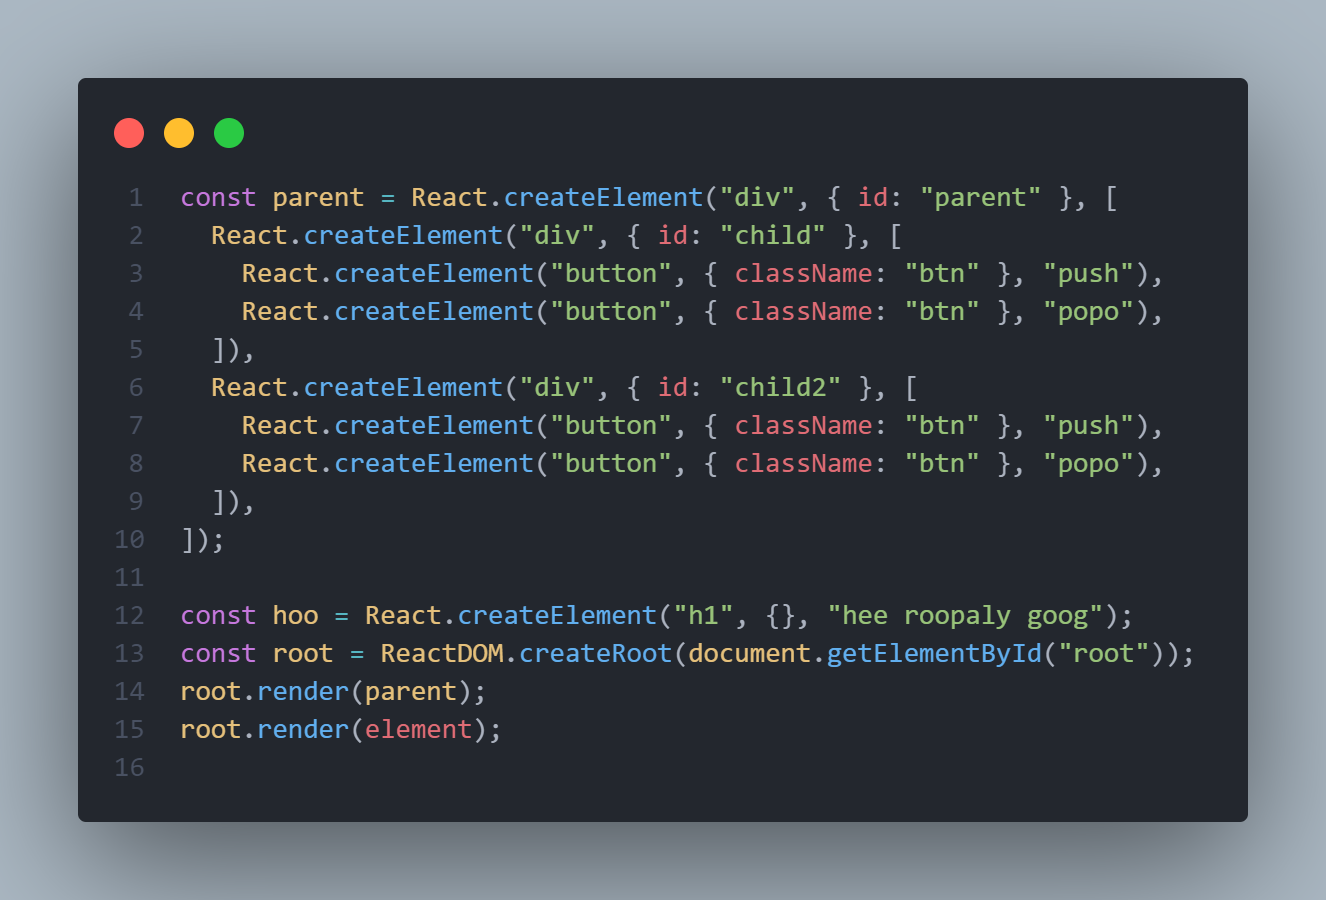 1 const parent = React.createElement("div", { id: "parent" }, [
2   React.createElement("div", { id: "child" }, [
3     React.createElement("button", { className: "btn" }, "push"),
4     React.createElement("button", { className: "btn" }, "popo"),
5   ]),
6   React.createElement("div", { id: "child2" }, [
7     React.createElement("button", { className: "btn" }, "push"),
8     React.createElement("button", { className: "btn" }, "popo"),
9   ]),
10 ]);
11
12 const hoo = React.createElement("h1", {}, "hee roopaly goog");
13 const root = ReactDOM.createRoot(document.getElementById("root"));
14 root.render(parent);
15 root.render(element);
16